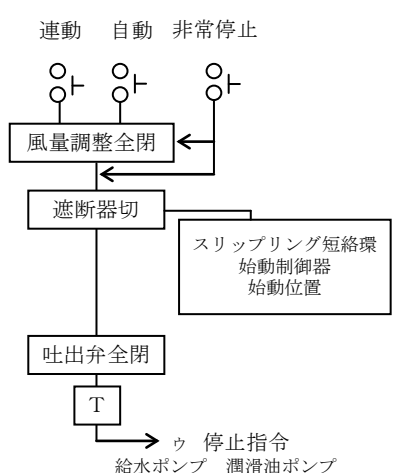 連動 自動 非常停止
風量調整全閉
遮断器切
スリップリング短絡環
始動制御器
始動位置
吐出弁全閉
T
ゥ 停止指令
給水ポンプ 潤滑油ポンプ